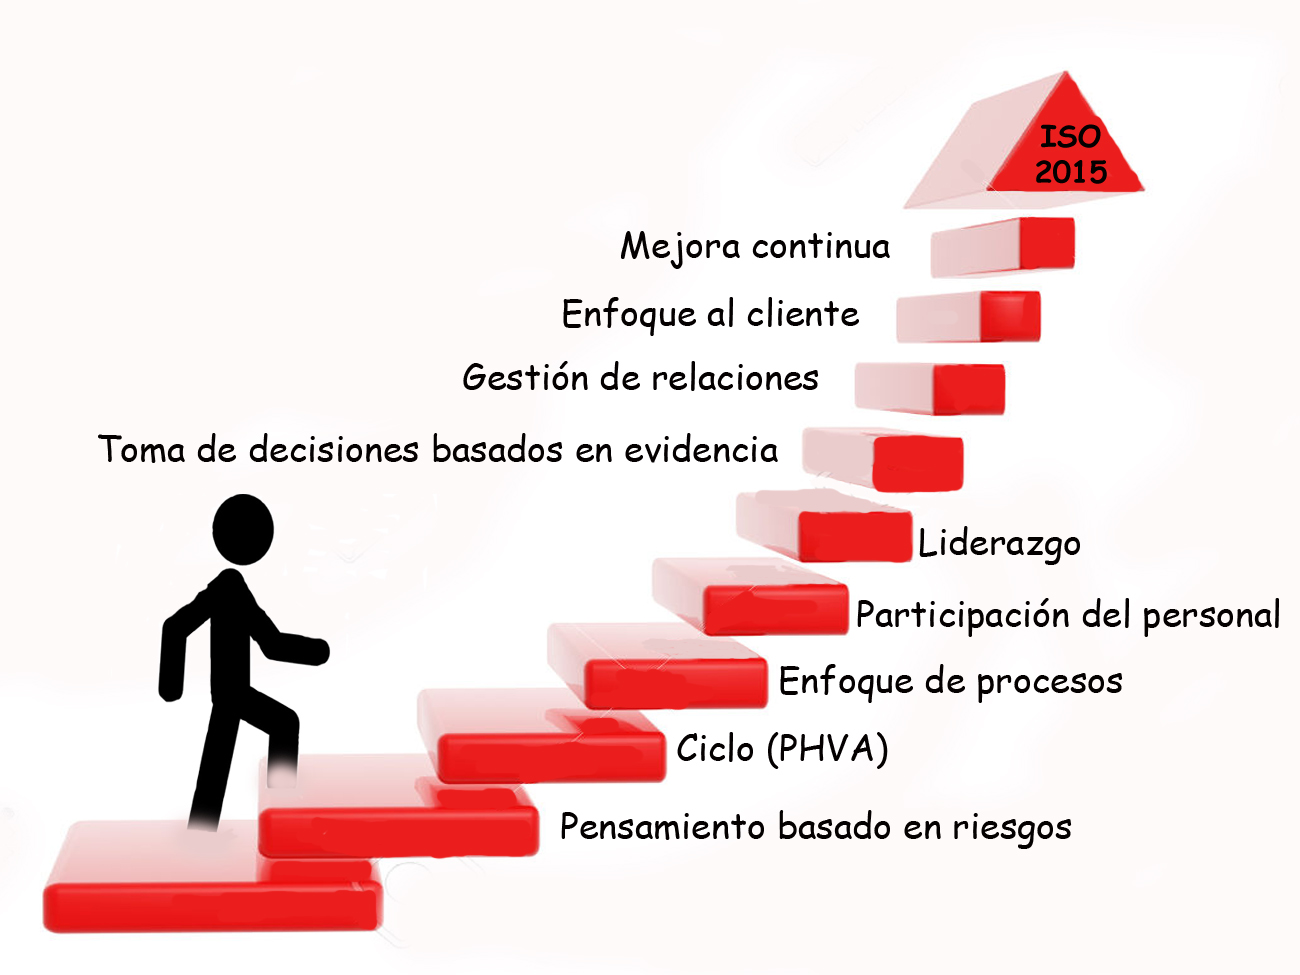 ISO
2015
Mejora continua
Enfoque al cliente
Gestión de relaciones
Toma de decisiones basados en evidencia
Liderazgo
Participación del personal
Enfoque de procesos
Ciclo (PHVA)
Pensamiento basado en riesgos